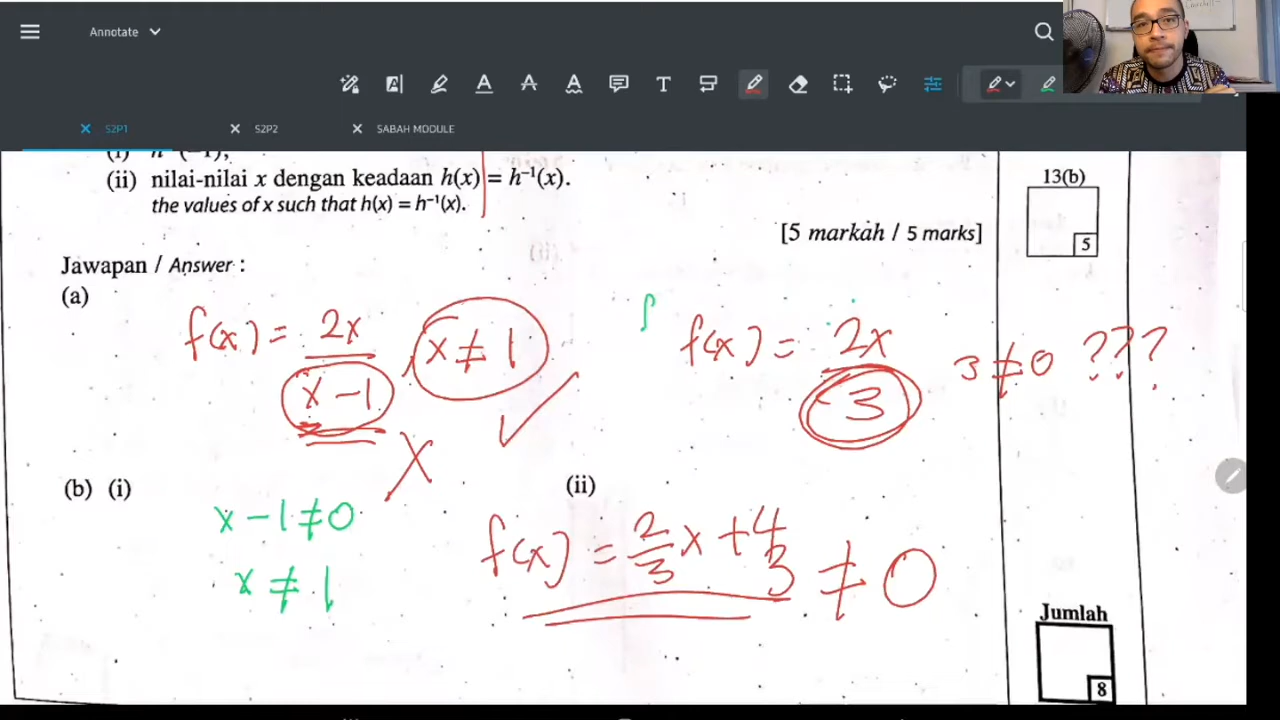 Annotate
S2P1
S2P2
SABAH MODULE
(i) h⁻¹(−1),
(ii) nilai-nilai x dengan keadaan h(x) = h⁻¹(x).
the values of x such that h(x) = h⁻¹(x).
[5 markah / 5 marks]
13(b)
5
Jawapan / Answer :
(a)
f(x) = 2x / x − 1 , x ≠ 1
f(x) = 2x / 3
3 ≠ 0 ???
(b) (i)
x − 1 ≠ 0
x ≠ 1
(ii)
f(x) = 2/3 x + 4/3 ≠ 0
Jumlah
8